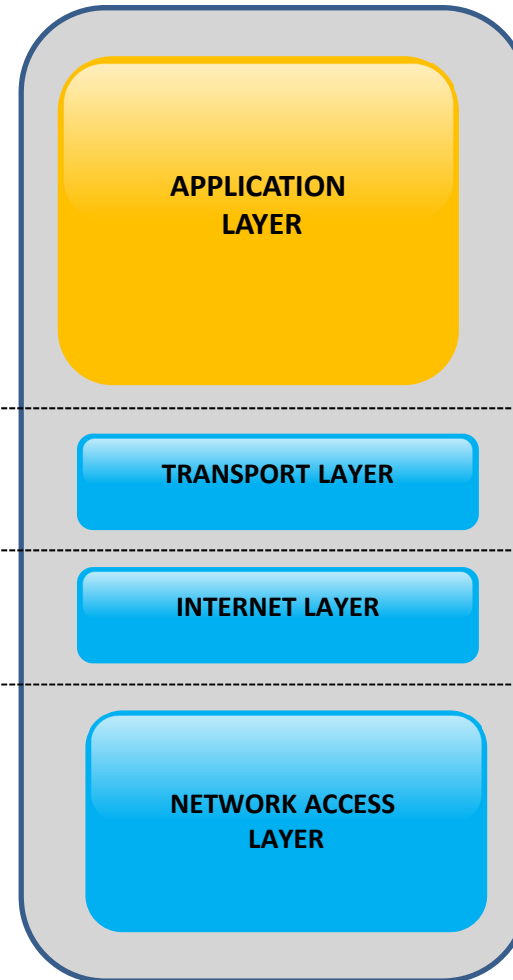 APPLICATION
LAYER
TRANSPORT LAYER
INTERNET LAYER
NETWORK ACCESS
LAYER